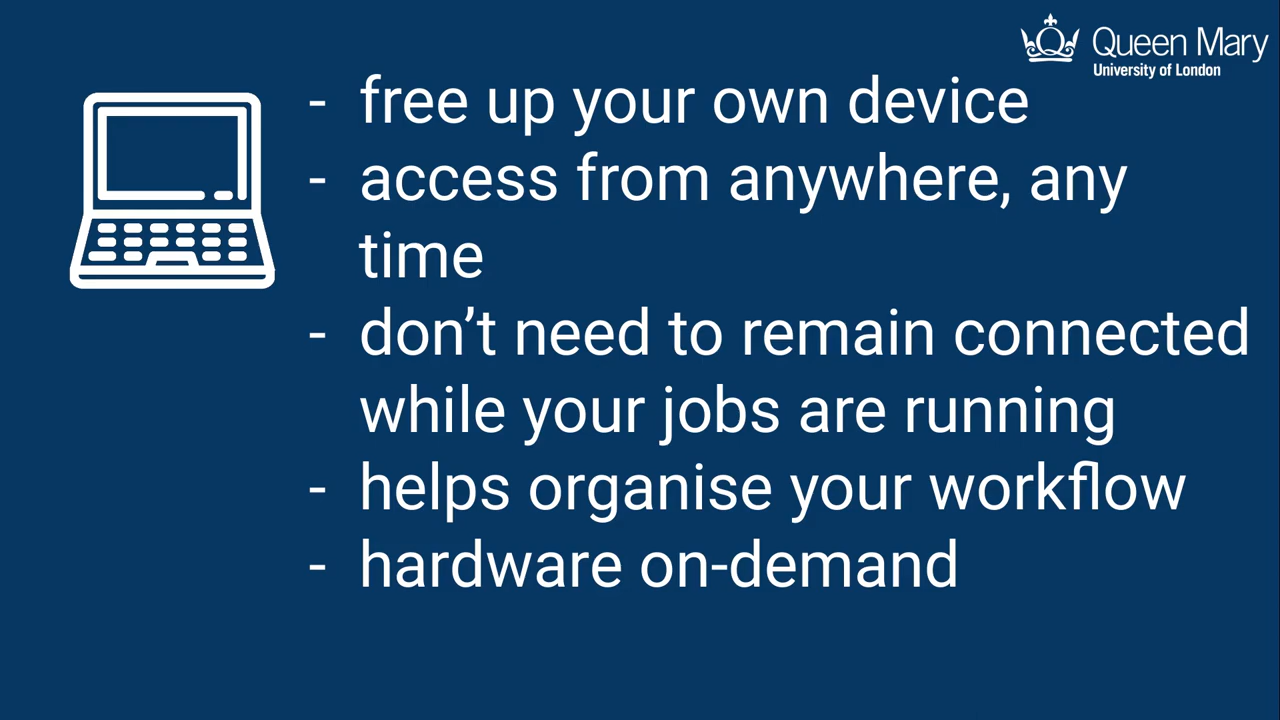 Queen Mary
University of London
- free up your own device
- access from anywhere, any
time
- don’t need to remain connected
while your jobs are running
- helps organise your workflow
- hardware on-demand